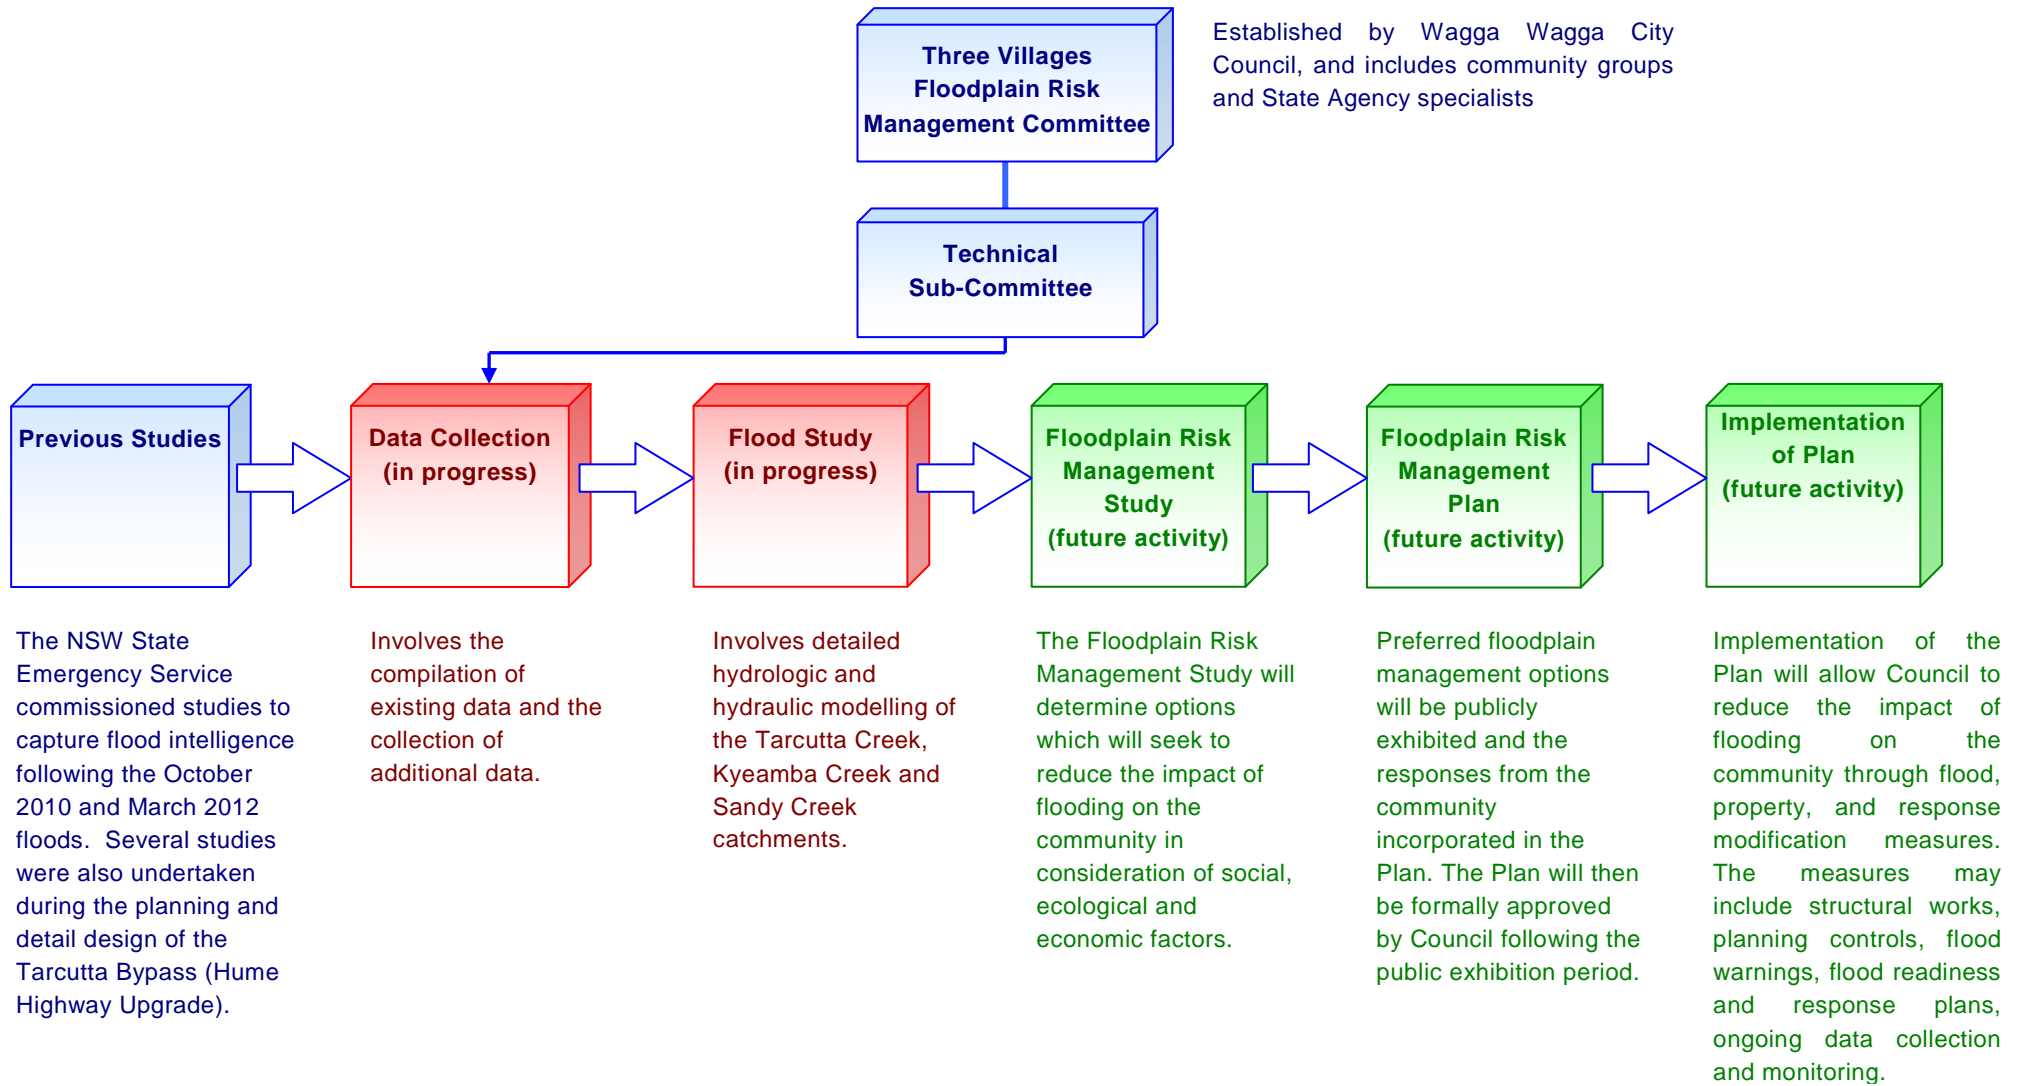 Three Villages
Floodplain Risk
Management Committee
Established by Wagga Wagga City
Council, and includes community groups
and State Agency specialists
Technical
Sub-Committee
Previous Studies
Data Collection
(in progress)
Flood Study
(in progress)
Floodplain Risk
Management
Study
(future activity)
Floodplain Risk
Management
Plan
(future activity)
Implementation
of Plan
(future activity)
The NSW State
Emergency Service
commissioned studies to
capture flood intelligence
following the October
2010 and March 2012
floods. Several studies
were also undertaken
during the planning and
detail design of the
Tarcutta Bypass (Hume
Highway Upgrade).
Involves the
compilation of
existing data and the
collection of
additional data.
Involves detailed
hydrologic and
hydraulic modelling of
the Tarcutta Creek,
Kyeamba Creek and
Sandy Creek
catchments.
The Floodplain Risk
Management Study will
determine options
which will seek to
reduce the impact of
flooding on the
community in
consideration of social,
ecological and
economic factors.
Preferred floodplain
management options
will be publicly
exhibited and the
responses from the
community
incorporated in the
Plan. The Plan will then
be formally approved
by Council following the
public exhibition period.
Implementation of the
Plan will allow Council to
reduce the impact of
flooding on the
community through flood,
property, and response
modification measures.
The measures may
include structural works,
planning controls, flood
warnings, flood readiness
and response plans,
ongoing data collection
and monitoring.